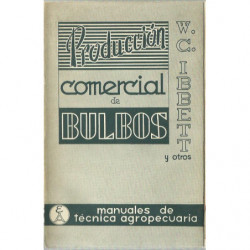 Producción
comercial
de
BULBOS
W. C. IBBETT
y otros
manuales de
técnica agropecuaria